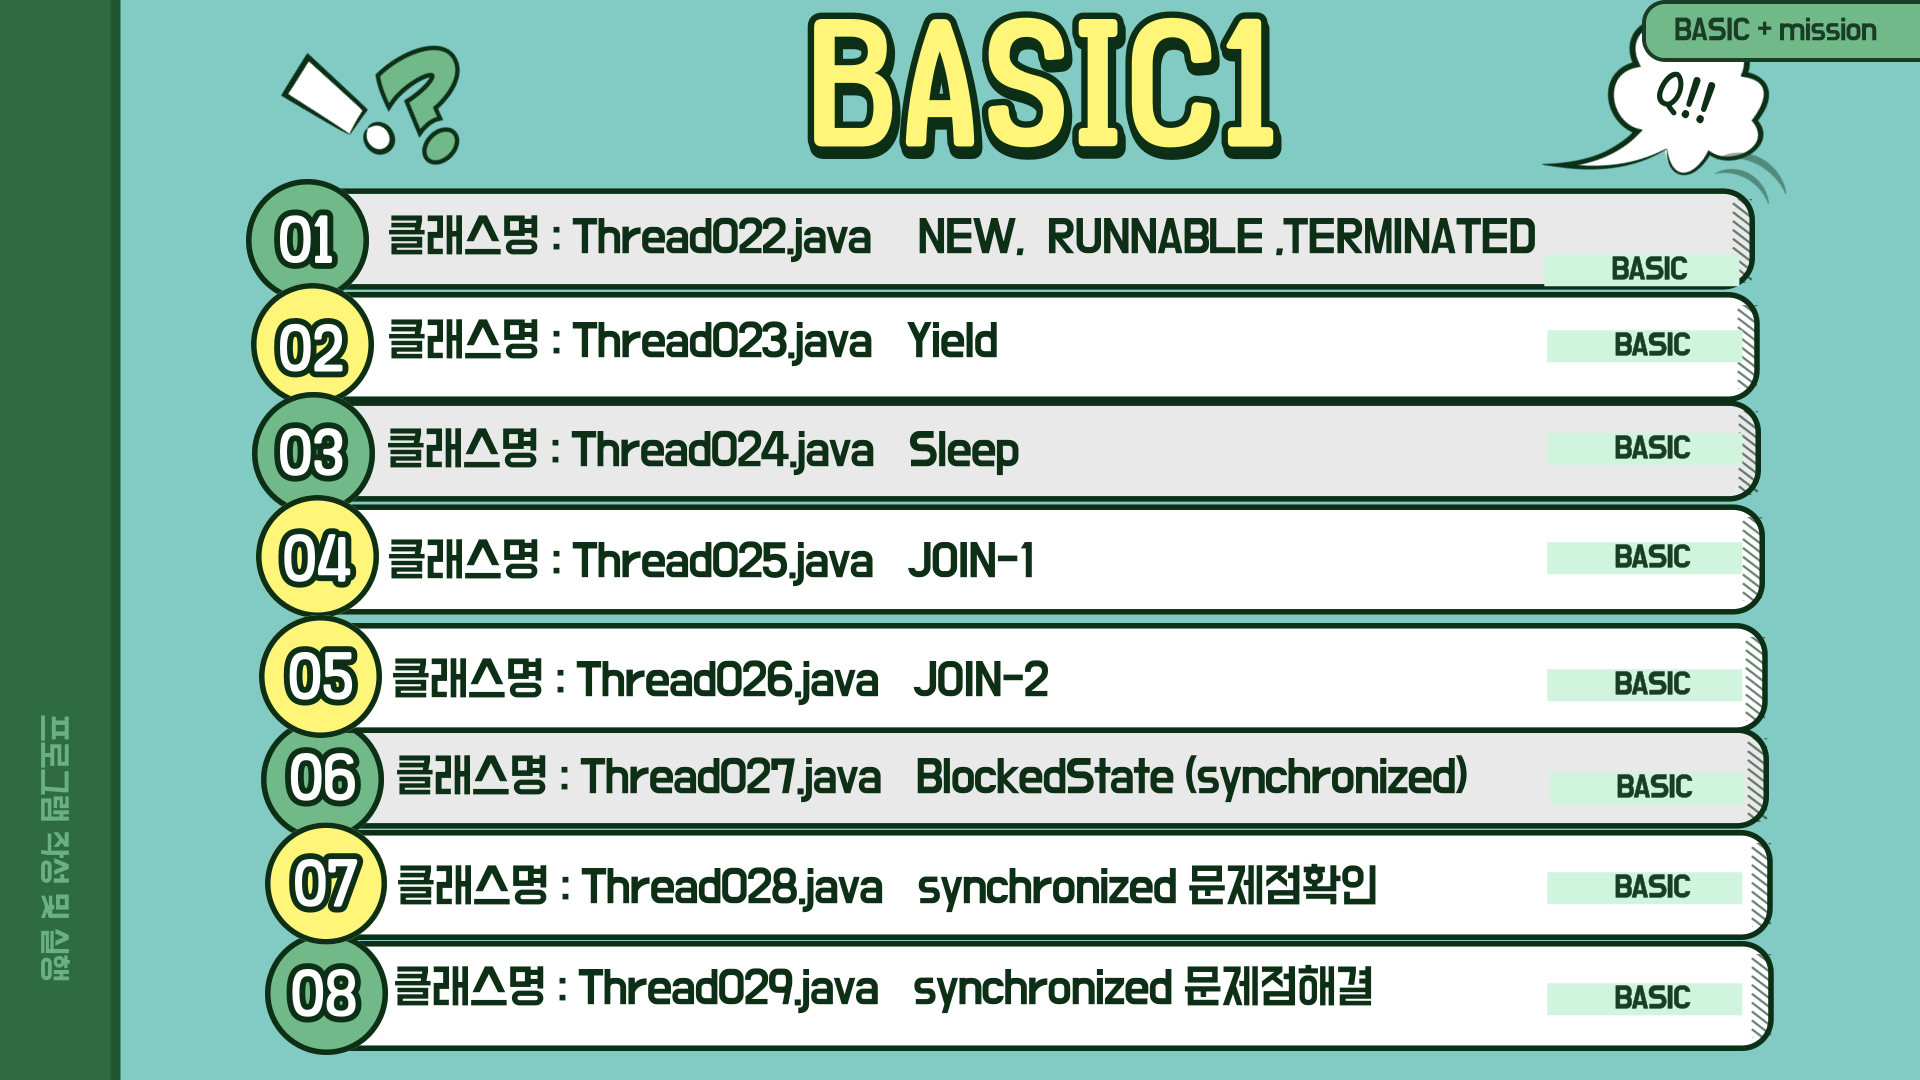 BASIC + mission
BASIC1
!?
Q!!
01 클래스명 : Thread022.java NEW, RUNNABLE ,TERMINATED
BASIC
02 클래스명 : Thread023.java Yield
BASIC
03 클래스명 : Thread024.java Sleep
BASIC
04 클래스명 : Thread025.java JOIN-1
BASIC
05 클래스명 : Thread026.java JOIN-2
BASIC
06 클래스명 : Thread027.java BlockedState (synchronized)
BASIC
07 클래스명 : Thread028.java synchronized 문제점확인
BASIC
08 클래스명 : Thread029.java synchronized 문제점해결
BASIC
프로그램 작성 및 실행